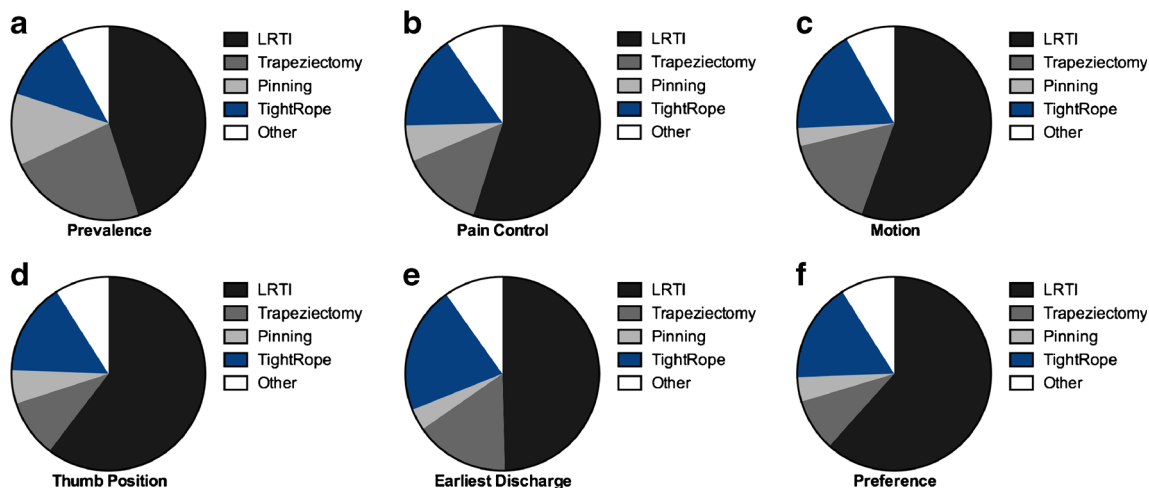 a
LRTI
Trapeziectomy
Pinning
TightRope
Other
Prevalence
b
LRTI
Trapeziectomy
Pinning
TightRope
Other
Pain Control
c
LRTI
Trapeziectomy
Pinning
TightRope
Other
Motion
d
LRTI
Trapeziectomy
Pinning
TightRope
Other
Thumb Position
e
LRTI
Trapeziectomy
Pinning
TightRope
Other
Earliest Discharge
f
LRTI
Trapeziectomy
Pinning
TightRope
Other
Preference